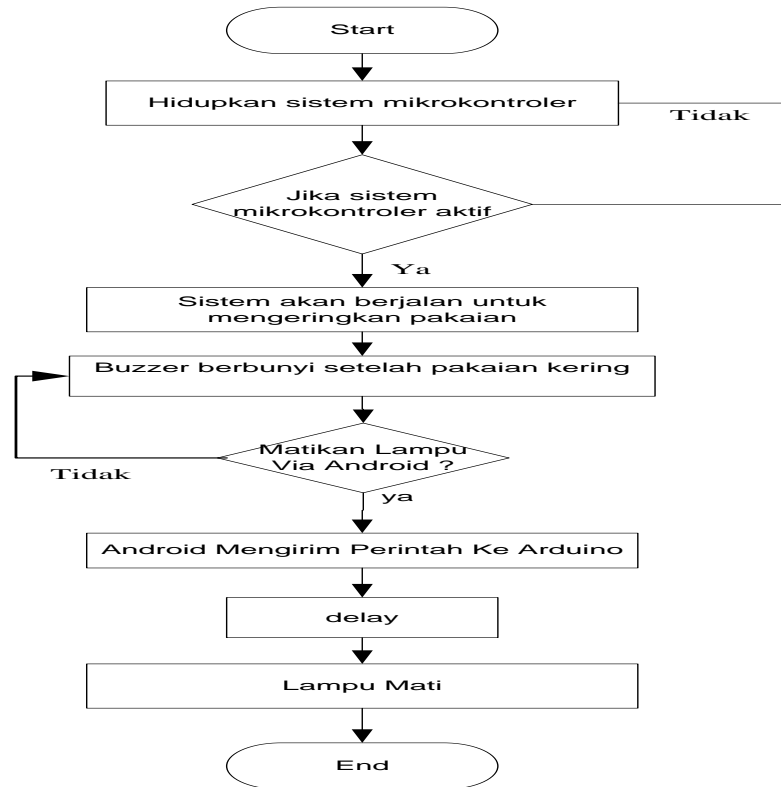 Start
Hidupkan sistem mikrokontroler
Tidak
Jika sistem
mikrokontroler aktif
Ya
Sistem akan berjalan untuk
mengeringkan pakaian
Buzzer berbunyi setelah pakaian kering
Matikan Lampu
Via Android ?
Tidak
ya
Android Mengirim Perintah Ke Arduino
delay
Lampu Mati
End